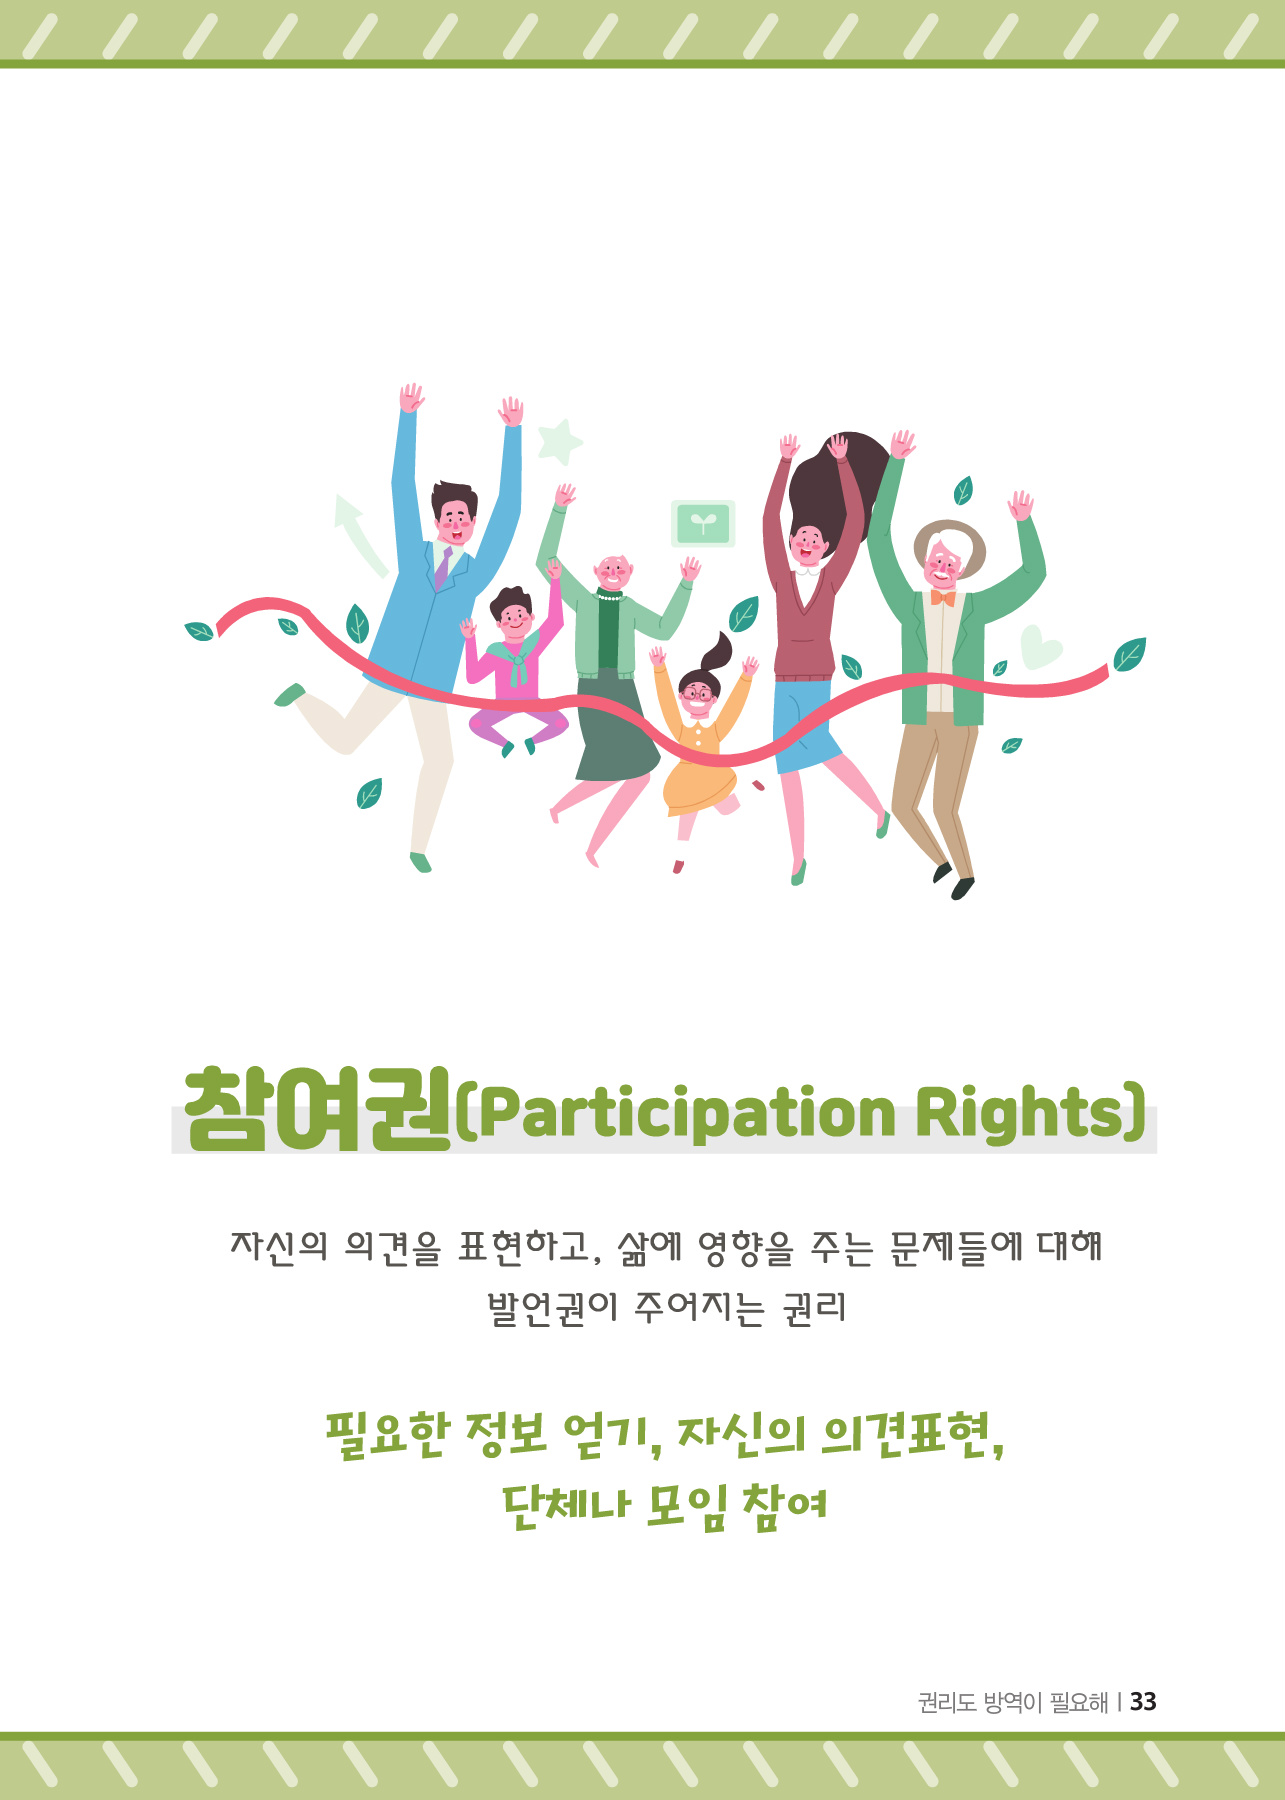 참여권(Participation Rights)
자신의 의견을 표현하고, 삶에 영향을 주는 문제들에 대해
발언권이 주어지는 권리
필요한 정보 얻기, 자신의 의견표현,
단체나 모임 참여
권리도 방역이 필요해 | 33